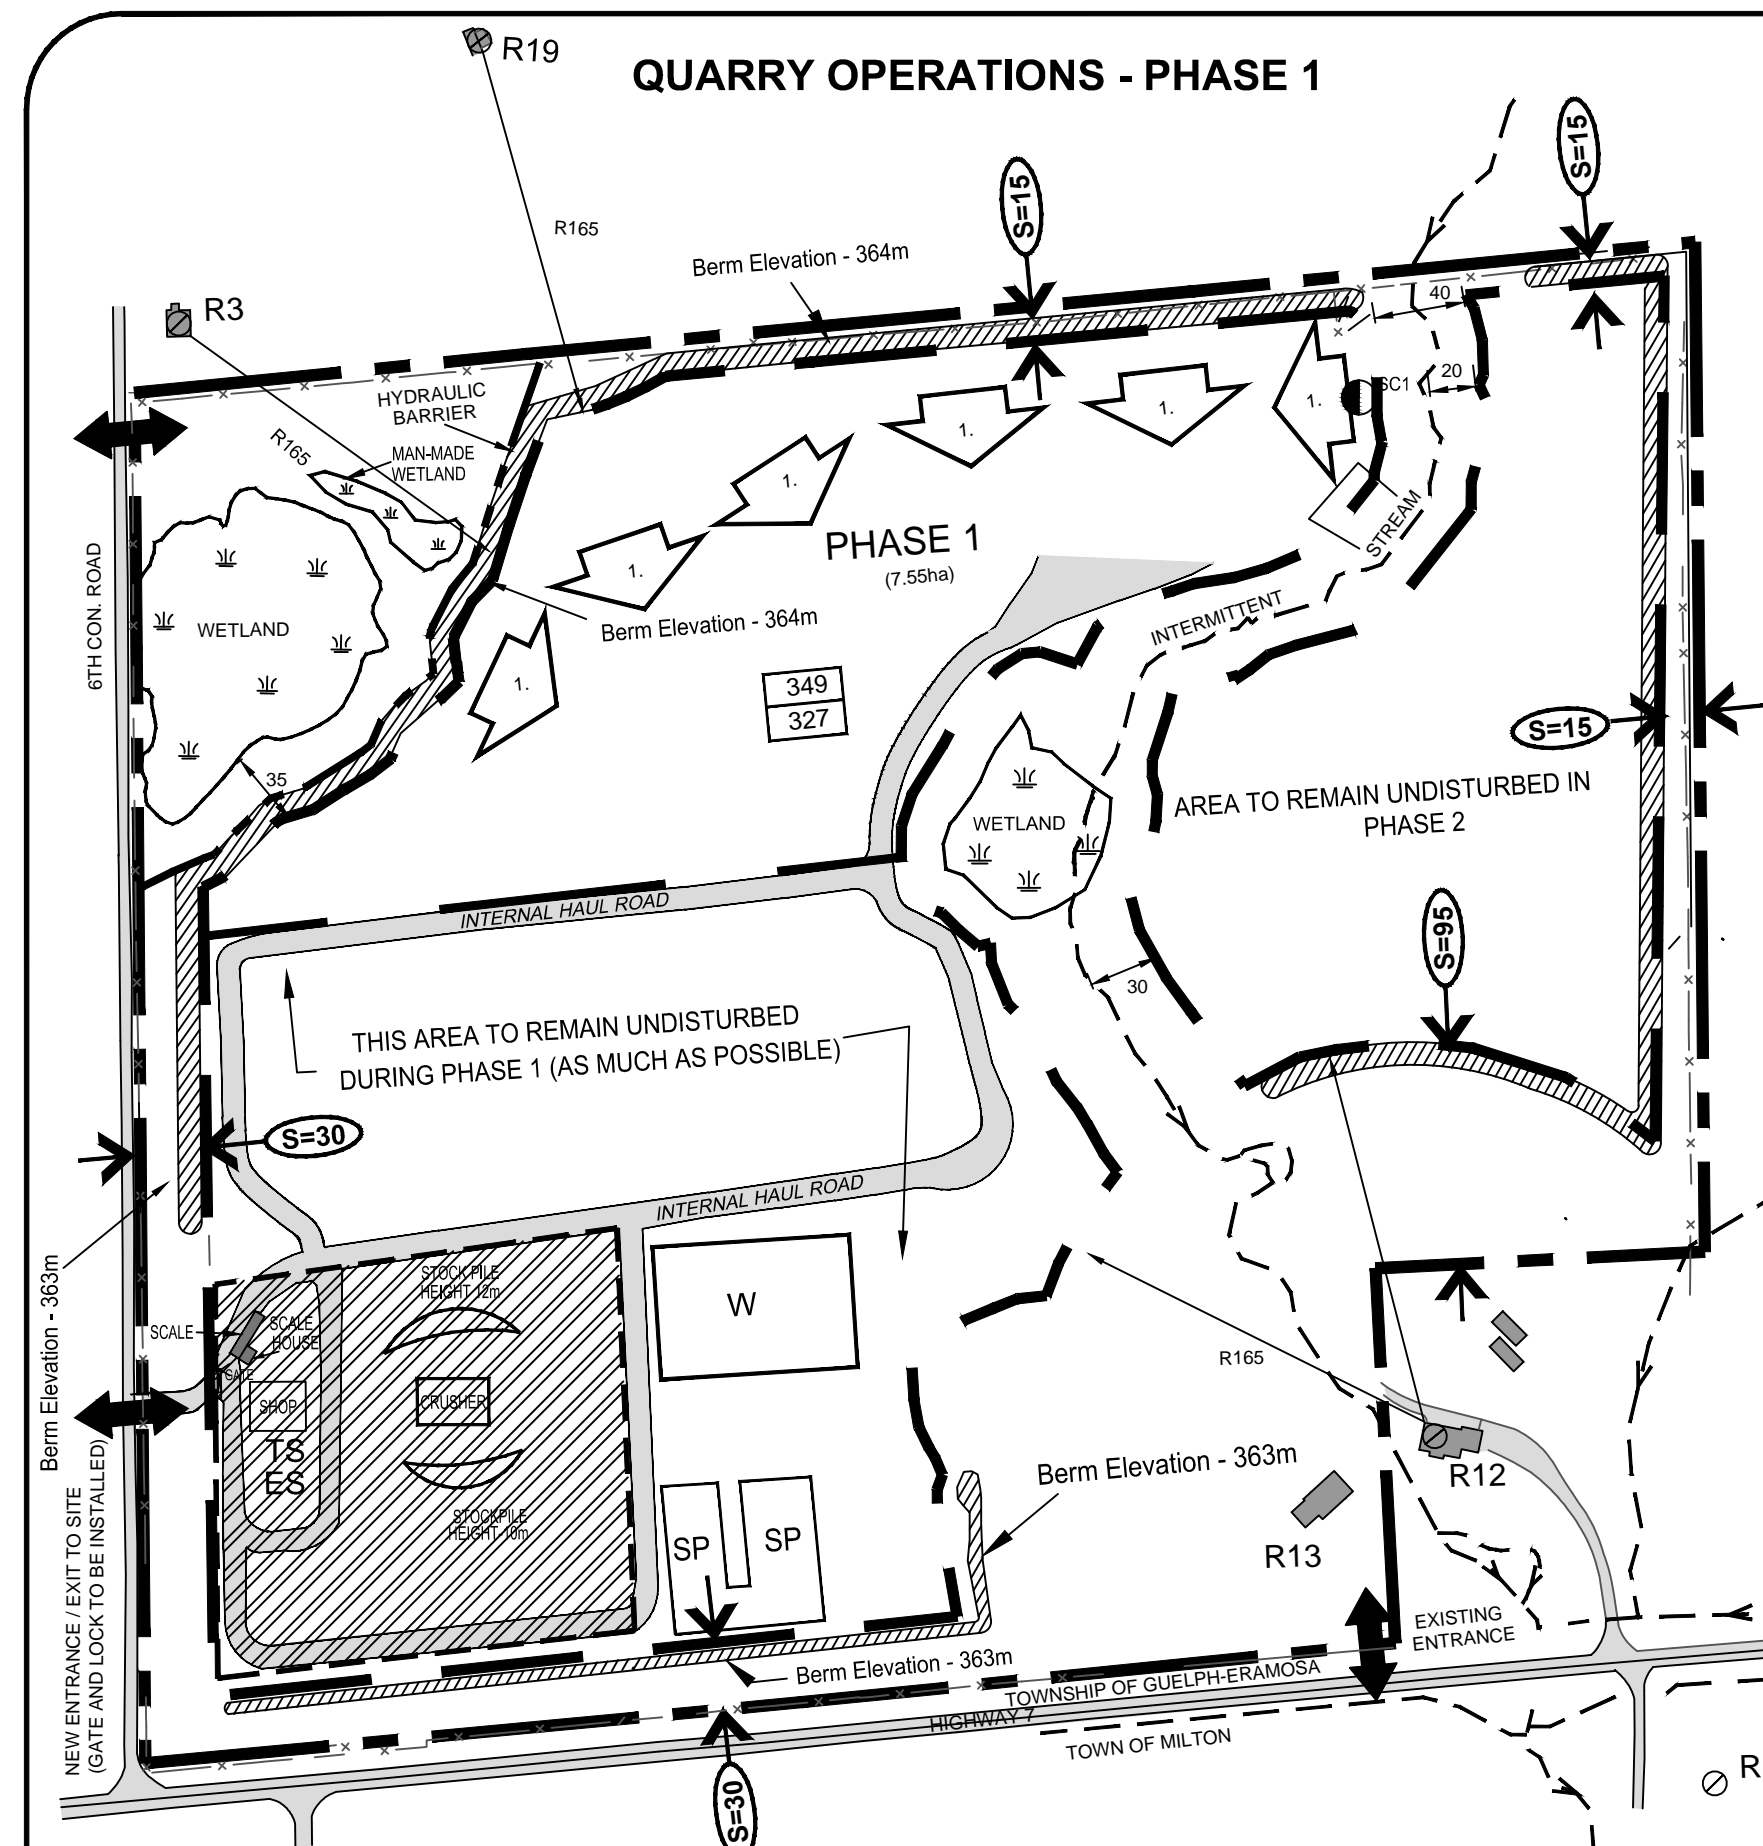 QUARRY OPERATIONS - PHASE 1
R19
S=15
S=15
R165
Berm Elevation - 364m
R3
40
HYDRAULIC
BARRIER
20
SC1
1.
1.
1.
R165
MAN-MADE
WETLAND
1.
1.
1.
PHASE 1
(7.55ha)
STREAM
6TH CON. ROAD
WETLAND
Berm Elevation - 364m
INTERMITTENT
349
327
S=15
35
AREA TO REMAIN UNDISTURBED IN
PHASE 2
WETLAND
INTERNAL HAUL ROAD
S=95
30
THIS AREA TO REMAIN UNDISTURBED
DURING PHASE 1 (AS MUCH AS POSSIBLE)
S=30
INTERNAL HAUL ROAD
Berm Elevation - 363m
STOCK PILE
HEIGHT 12m
W
SCALE
SCALE
HOUSE
GATE
R165
SHOP
CRUSHER
TS
ES
Berm Elevation - 363m
R12
NEW ENTRANCE / EXIT TO SITE
(GATE AND LOCK TO BE INSTALLED)
STOCKPILE
HEIGHT-10m
SP
SP
R13
EXISTING
ENTRANCE
Berm Elevation - 363m
TOWNSHIP OF GUELPH-ERAMOSA
HIGHWAY 7
TOWN OF MILTON
S=30
R